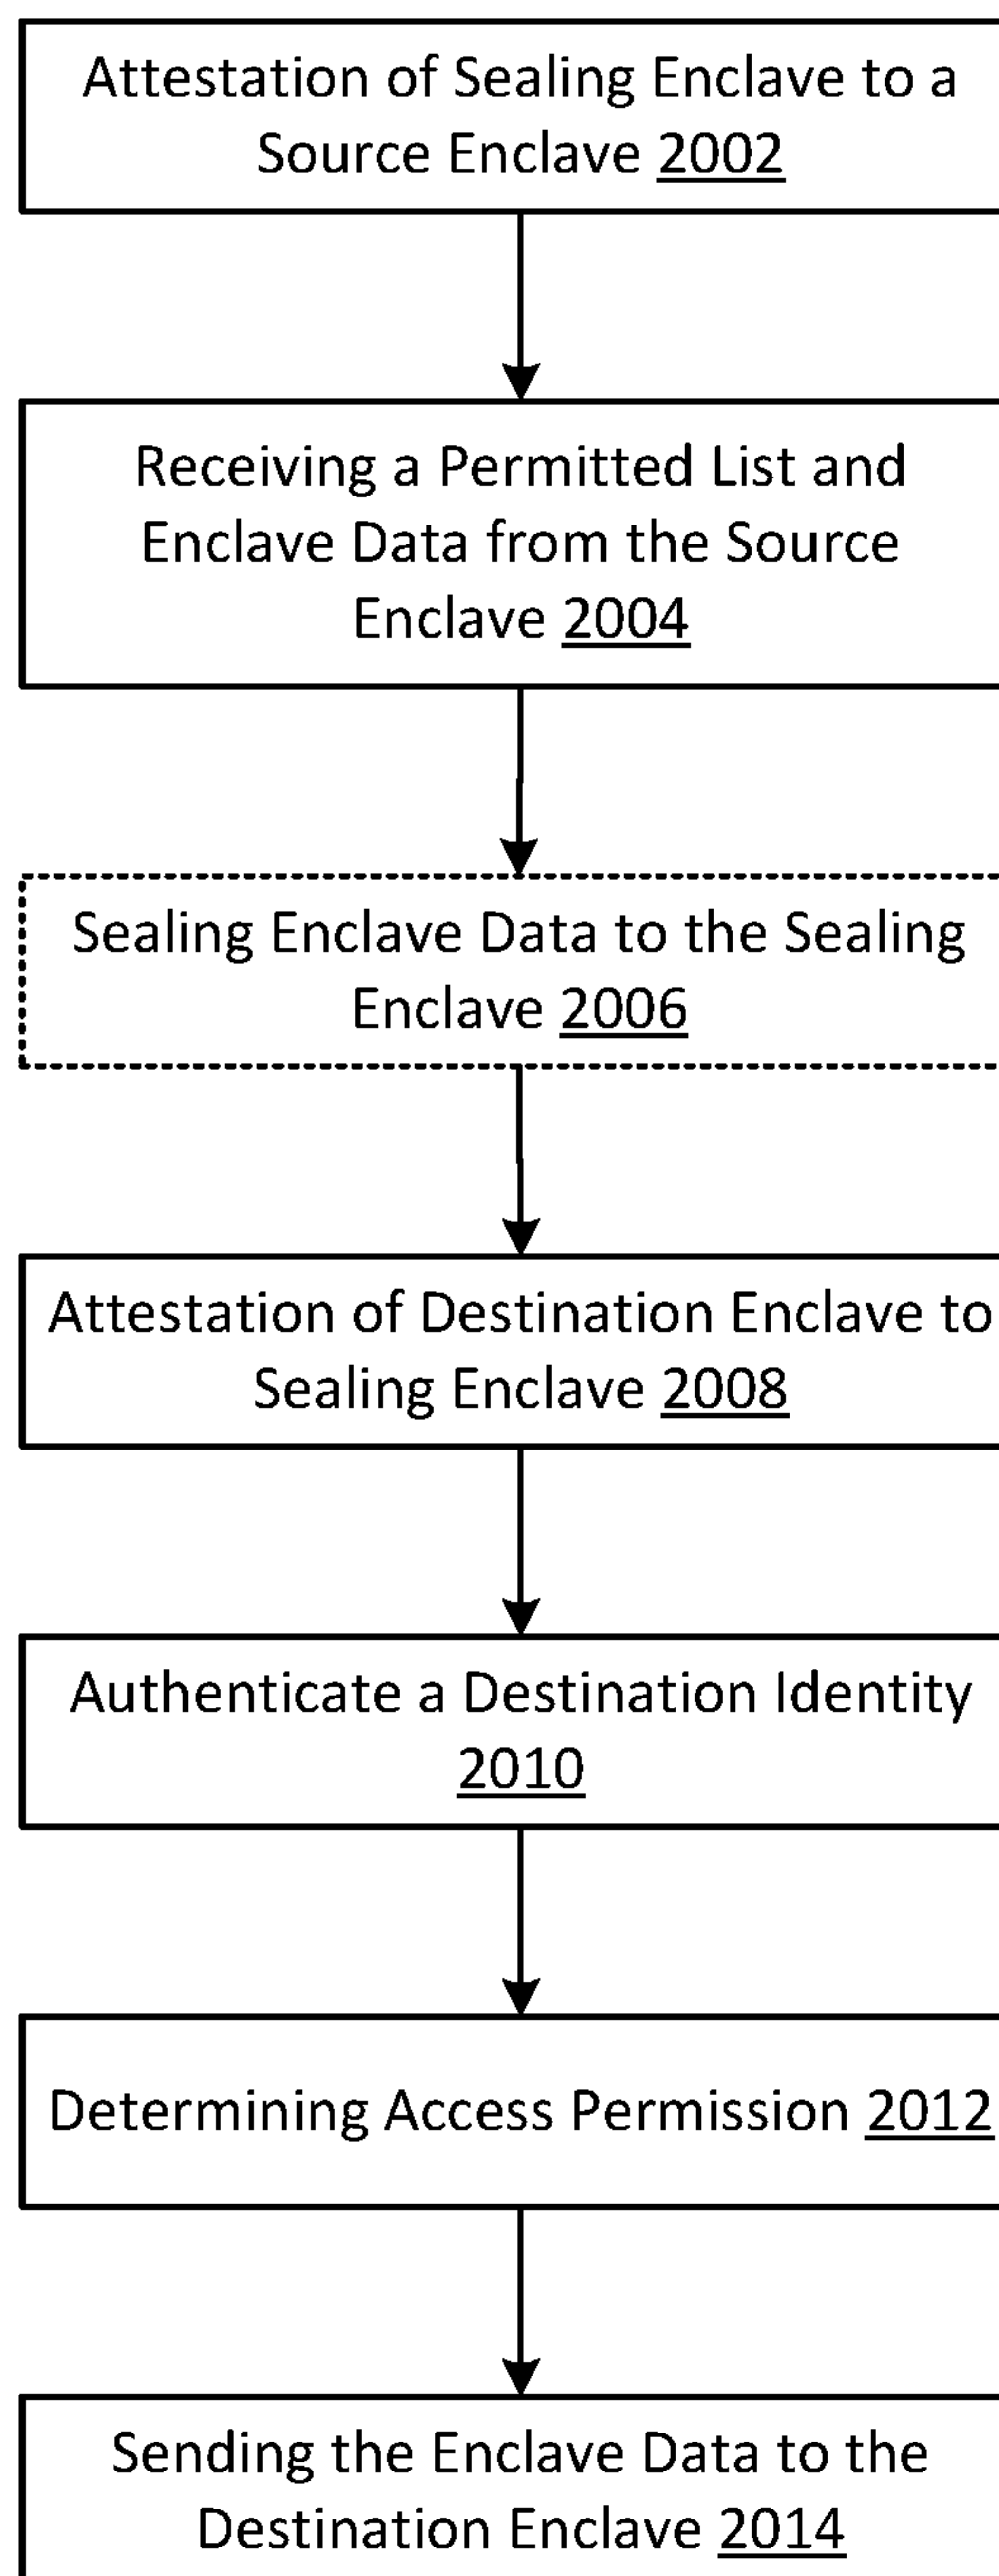 Attestation of Sealing Enclave to a
Source Enclave 2002
Receiving a Permitted List and
Enclave Data from the Source
Enclave 2004
Sealing Enclave Data to the Sealing
Enclave 2006
Attestation of Destination Enclave to
Sealing Enclave 2008
Authenticate a Destination Identity
2010
Determining Access Permission 2012
Sending the Enclave Data to the
Destination Enclave 2014